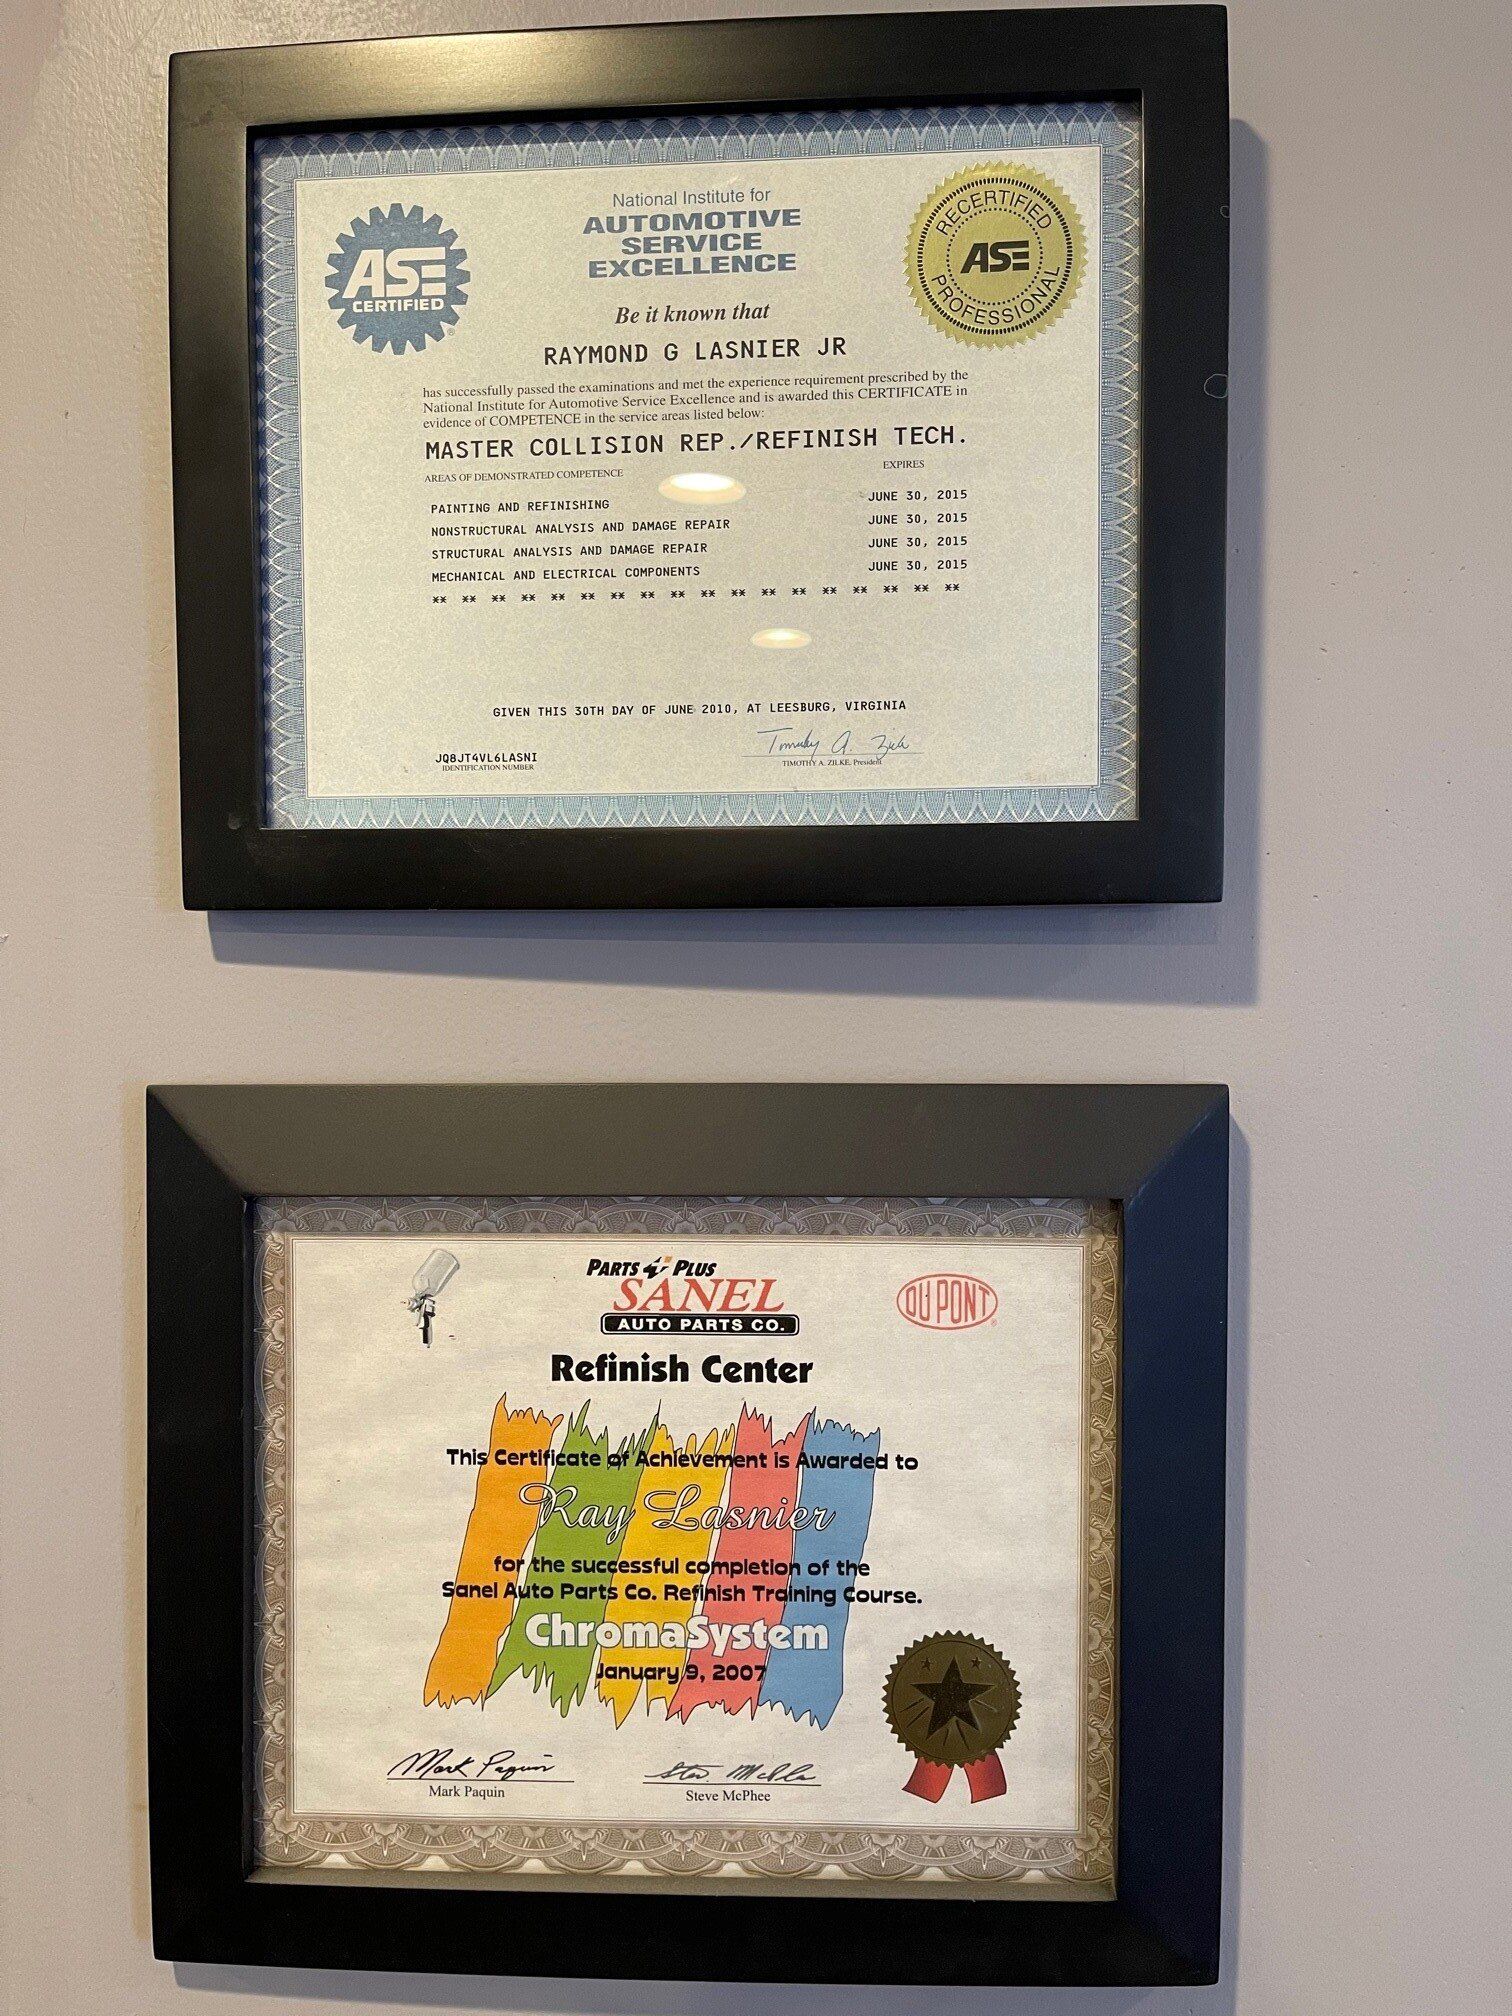 ASE
CERTIFIED
National Institute for
AUTOMOTIVE
SERVICE
EXCELLENCE
RECERTIFIED
ASE
PROFESSIONAL
Be it known that
RAYMOND G LASNIER JR
has successfully passed the examinations and met the experience requirement prescribed by the
National Institute for Automotive Service Excellence and is awarded this CERTIFICATE in
evidence of COMPETENCE in the service areas listed below:
MASTER COLLISION REP./REFINISH TECH.
AREAS OF DEMONSTRATED COMPETENCE EXPIRES
PAINTING AND REFINISHING JUNE 30, 2015
NONSTRUCTURAL ANALYSIS AND DAMAGE REPAIR JUNE 30, 2015
STRUCTURAL ANALYSIS AND DAMAGE REPAIR JUNE 30, 2015
MECHANICAL AND ELECTRICAL COMPONENTS JUNE 30, 2015
** ** ** ** ** ** ** ** ** ** ** ** ** ** ** ** ** **
GIVEN THIS 30TH DAY OF JUNE 2010, AT LEESBURG, VIRGINIA
Timothy A. Zilke
JQ8JT4VL6LASNI
IDENTIFICATION NUMBER
TIMOTHY A. ZILKE, President
PARTS PLUS
SANEL
AUTO PARTS CO.
DU PONT
Refinish Center
This Certificate of Achievement is Awarded to
Ray Lasnier
for the successful completion of the
Sanel Auto Parts Co. Refinish Training Course.
ChromaSystem
January 9, 2007
Mark Paquin
Steve McPhee
Mark Paquin
Steve McPhee